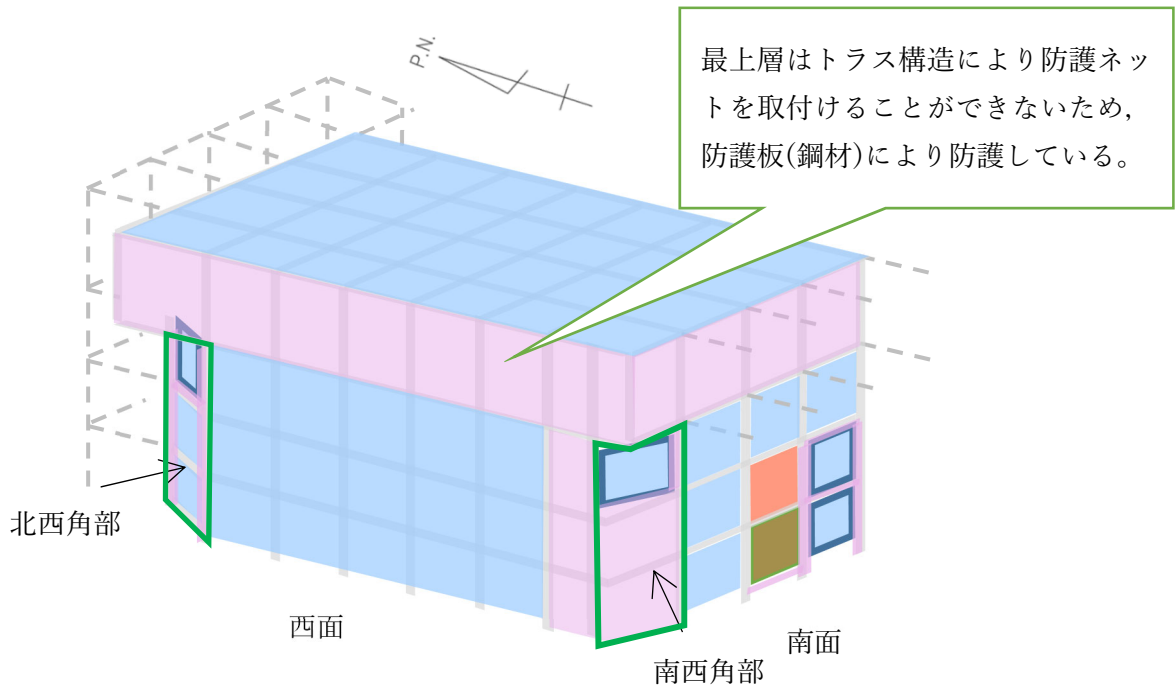 P.N.
最上層はトラス構造により防護ネッ
トを取付けることができないため,
防護板(鋼材)により防護している。
北西角部
西面
南面
南西角部